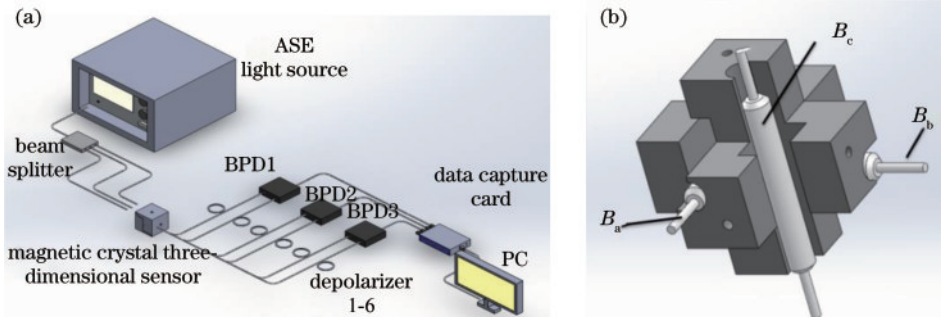 (a)
ASE
light source
beant
splitter
BPD1
BPD2
BPD3
data capture
card
magnetic crystal three-
dimensional sensor
depolarizer
1-6
PC
(b)
Bc
Bb
Ba